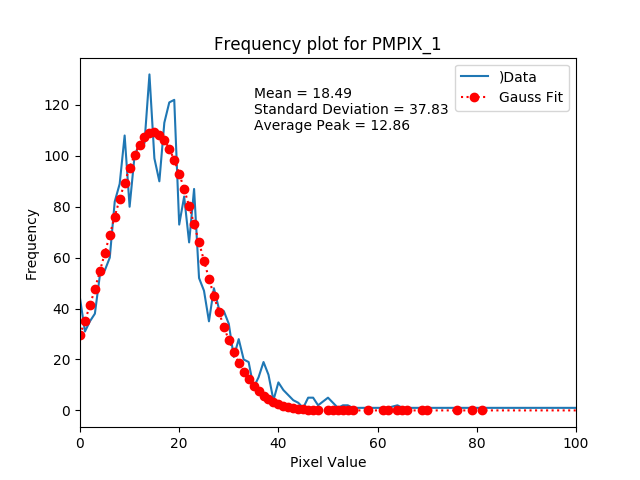 Frequency plot for PMPIX_1
Mean = 18.49
Standard Deviation = 37.83
Average Peak = 12.86
)Data
Gauss Fit
Frequency
120
100
80
60
40
20
0
0 20 40 60 80 100
Pixel Value